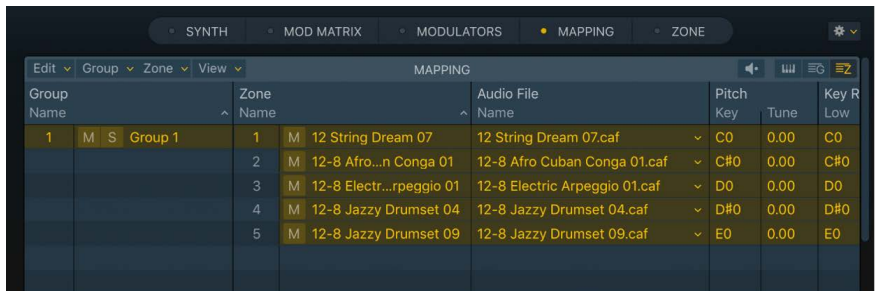 SYNTH MOD MATRIX MODULATORS MAPPING ZONE
Edit Group Zone View MAPPING G Z
Group Zone Audio File Pitch Key R
Name Name Name Key Tune Low
1 M S Group 1 1 M 12 String Dream 07 12 String Dream 07.caf C0 0.00 C0
2 M 12-8 Afro...n Conga 01 12-8 Afro Cuban Conga 01.caf C#0 0.00 C#0
3 M 12-8 Electr...rpeggio 01 12-8 Electric Arpeggio 01.caf D0 0.00 D0
4 M 12-8 Jazzy Drumset 04 12-8 Jazzy Drumset 04.caf D#0 0.00 D#0
5 M 12-8 Jazzy Drumset 09 12-8 Jazzy Drumset 09.caf E0 0.00 E0